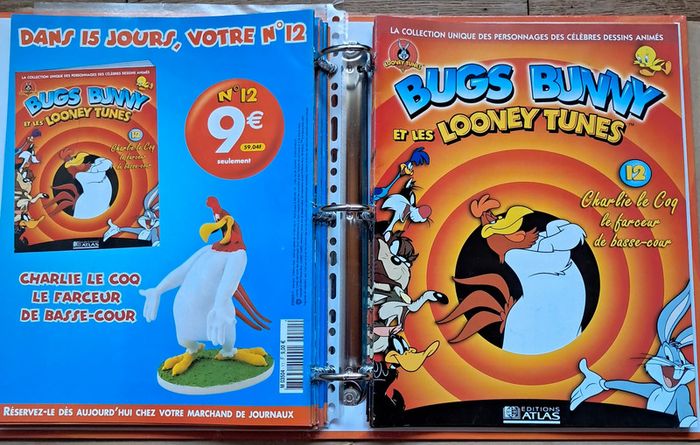 DANS 15 JOURS, VOTRE N°12
LA COLLECTION UNIQUE DES PERSONNAGES DES CÉLÈBRES DESSINS ANIMÉS
BUGS BUNNY
ET LES LOONEY TUNES
12
Charlie le Coq
le farceur
de basse-cour
EDITIONS
ATLAS
N°12
9€
59,04F
seulement
CHARLIE LE COQ
LE FARCEUR
DE BASSE-COUR
RÉSERVEZ-LE DÈS AUJOURD'HUI CHEZ VOTRE MARCHAND DE JOURNAUX
LA COLLECTION UNIQUE DES PERSONNAGES DES CÉLÈBRES DESSINS ANIMÉS
LOONEY TUNES
BUGS BUNNY
ET LES LOONEY TUNES
12
Charlie le Coq
le farceur
de basse-cour
EDITIONS
ATLAS